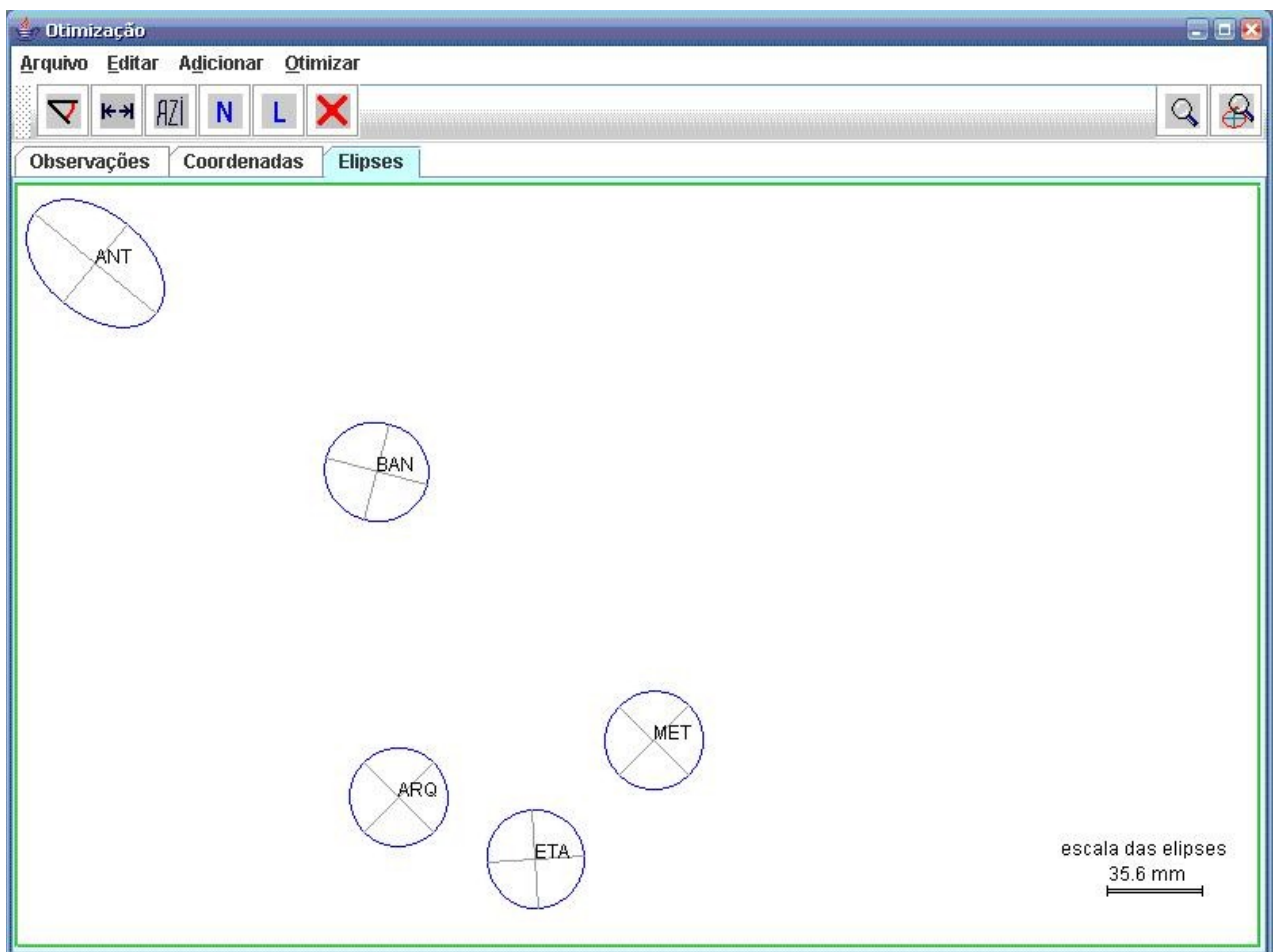 Otimização
Arquivo Editar Adicionar Otimizar
AZI N L
Observações Coordenadas Elipses
ANT
BAN
MET
ARQ
ETA
escala das elipses
35.6 mm